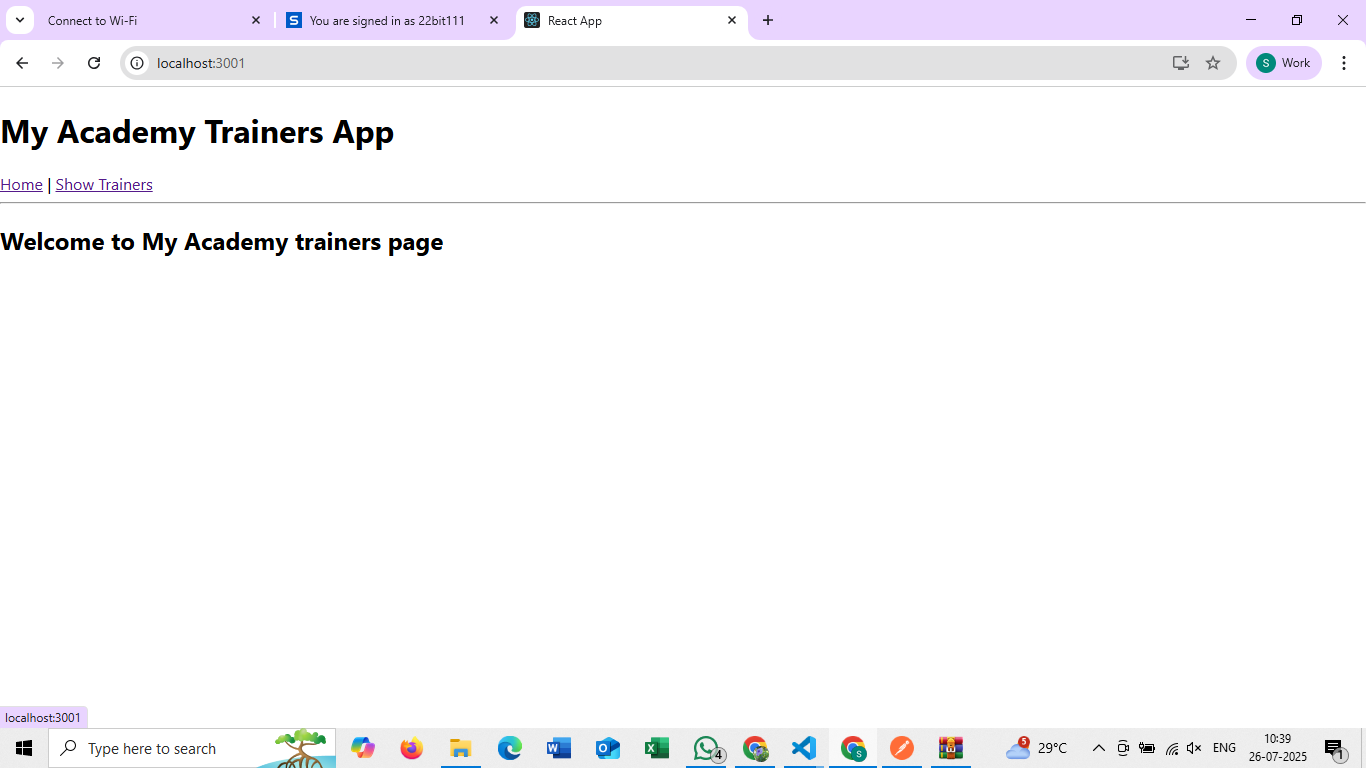 Connect to Wi-Fi
S You are signed in as 22bit111
React App
localhost:3001
S Work
My Academy Trainers App
Home | Show Trainers
Welcome to My Academy trainers page
localhost:3001
Type here to search
4
S
5
29°C
ENG
10:39
26-07-2025
1